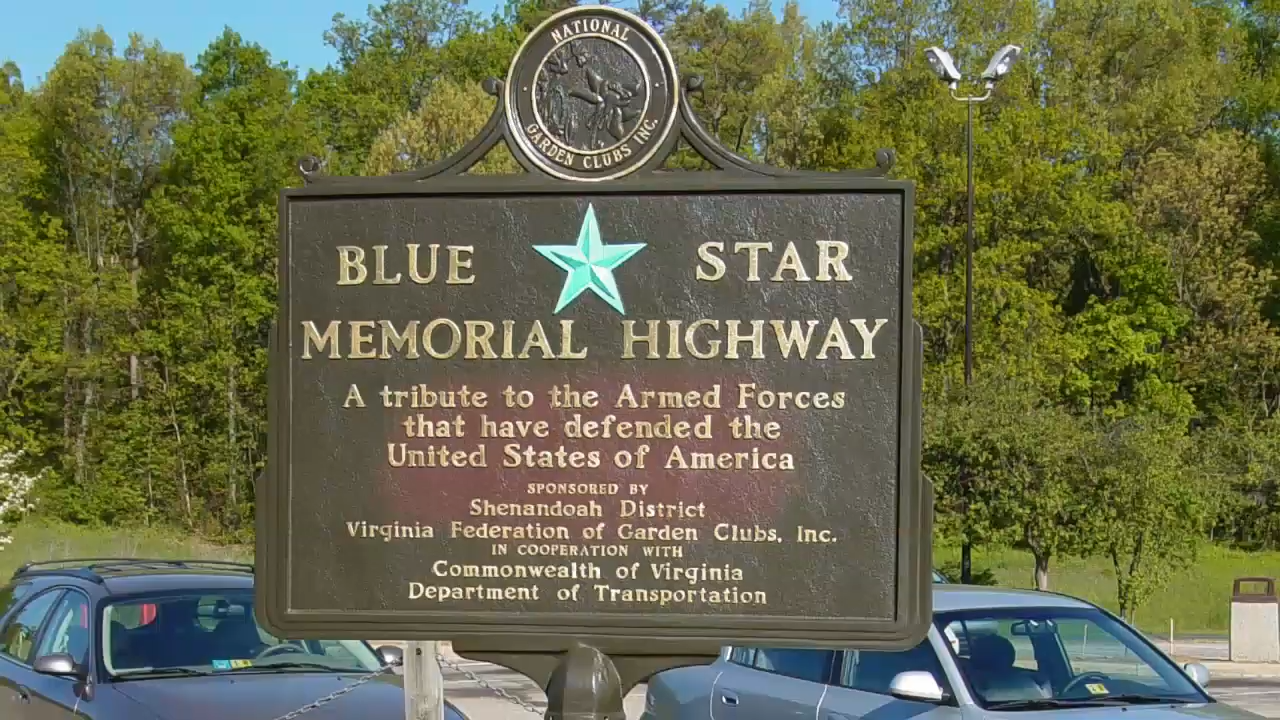 NATIONAL
GARDEN CLUBS INC.
BLUE STAR
MEMORIAL HIGHWAY
A tribute to the Armed Forces
that have defended the
United States of America
SPONSORED BY
Shenandoah District
Virginia Federation of Garden Clubs, Inc.
IN COOPERATION WITH
Commonwealth of Virginia
Department of Transportation